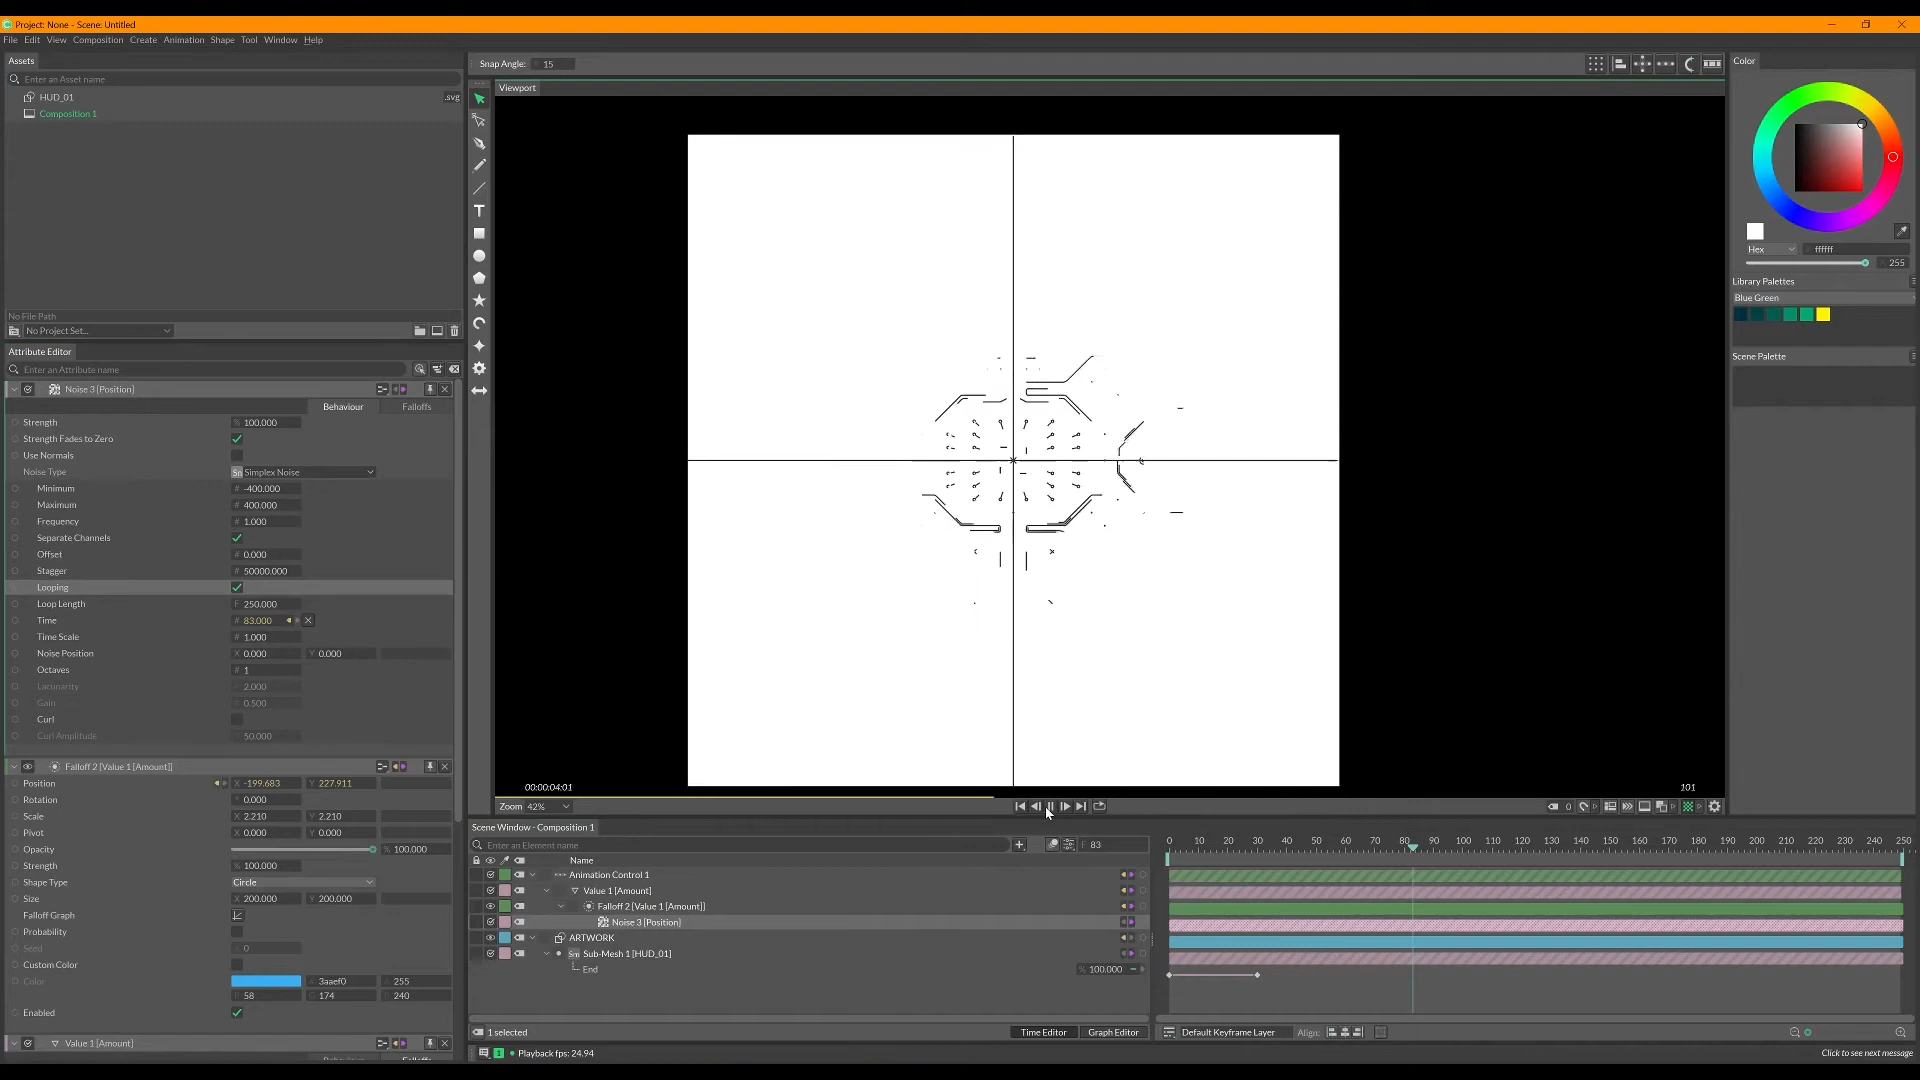 Project: None - Scene: Untitled
File Edit View Composition Create Animation Shape Tool Window Help
Assets
Enter an Asset name
HUD_01 .svg
Composition 1
No File Path
No Project Set...
Attribute Editor
Enter an Attribute name
Noise 3 [Position]
Behaviour Falloffs
Strength % 100.000
Strength Fades to Zero
Use Normals
Noise Type Sn Simplex Noise
Minimum # -400.000
Maximum # 400.000
Frequency # 1.000
Separate Channels
Offset # 0.000
Stagger # 50000.000
Looping
Loop Length F 250.000
Time # 83.000
Time Scale # 1.000
Noise Position X 0.000 Y 0.000
Octaves # 1
Lacunarity 2.000
Gain 0.500
Curl
Curl Amplitude 50.000
Falloff 2 [Value 1 [Amount]]
Position X -199.683 Y 227.911
Rotation 0.000
Scale X 2.210 Y 2.210
Pivot X 0.000 Y 0.000
Opacity % 100.000
Strength % 100.000
Shape Type Circle
Size X 200.000 Y 200.000
Falloff Graph
Probability
Seed 0
Custom Color
Color 3aaef0 255
58 174 240
Enabled
Value 1 [Amount]
Snap Angle: 15
Viewport
00:00:04:01
101
Zoom 42%
0
Scene Window - Composition 1
Enter an Element name
F 83
Name
Animation Control 1
Value 1 [Amount]
Falloff 2 [Value 1 [Amount]]
Noise 3 [Position]
ARTWORK
Sm Sub-Mesh 1 [HUD_01]
End % 100.000
0 10 20 30 40 50 60 70 80 90 100 110 120 130 140 150 160 170 180 190 200 210 220 230 240 250
1 selected
Time Editor Graph Editor
Default Keyframe Layer Align:
1 Playback fps: 24.94
Click to see next message
Color
Hex ffffff
255
Library Palettes
Blue Green
Scene Palette